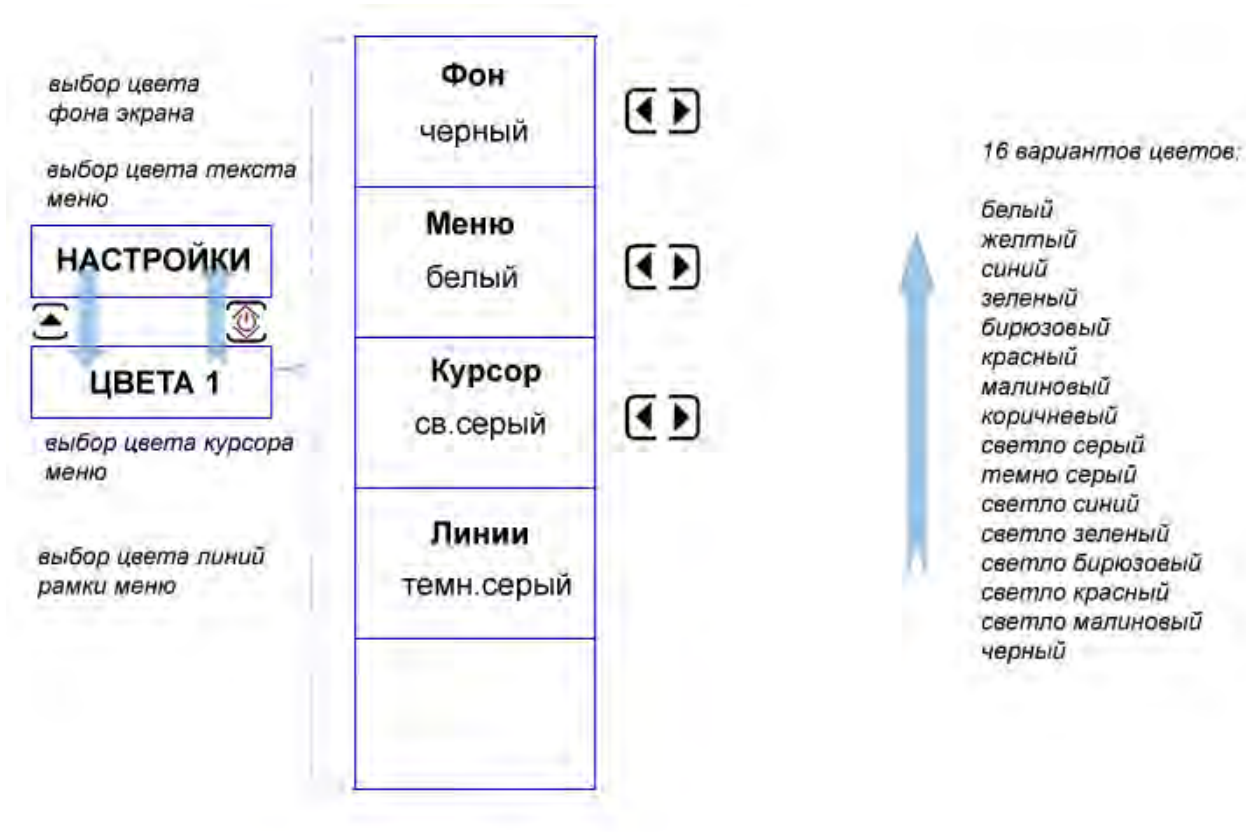 выбор цвета
фона экрана
выбор цвета текста
меню
НАСТРОЙКИ
ЦВЕТА 1
выбор цвета курсора
меню
выбор цвета линий
рамки меню
Фон
черный
Меню
белый
Курсор
св.серый
Линии
темн.серый
16 вариантов цветов:
белый
желтый
синий
зеленый
бирюзовый
красный
малиновый
коричневый
светло серый
темно серый
светло синий
светло зеленый
светло бирюзовый
светло красный
светло малиновый
черный